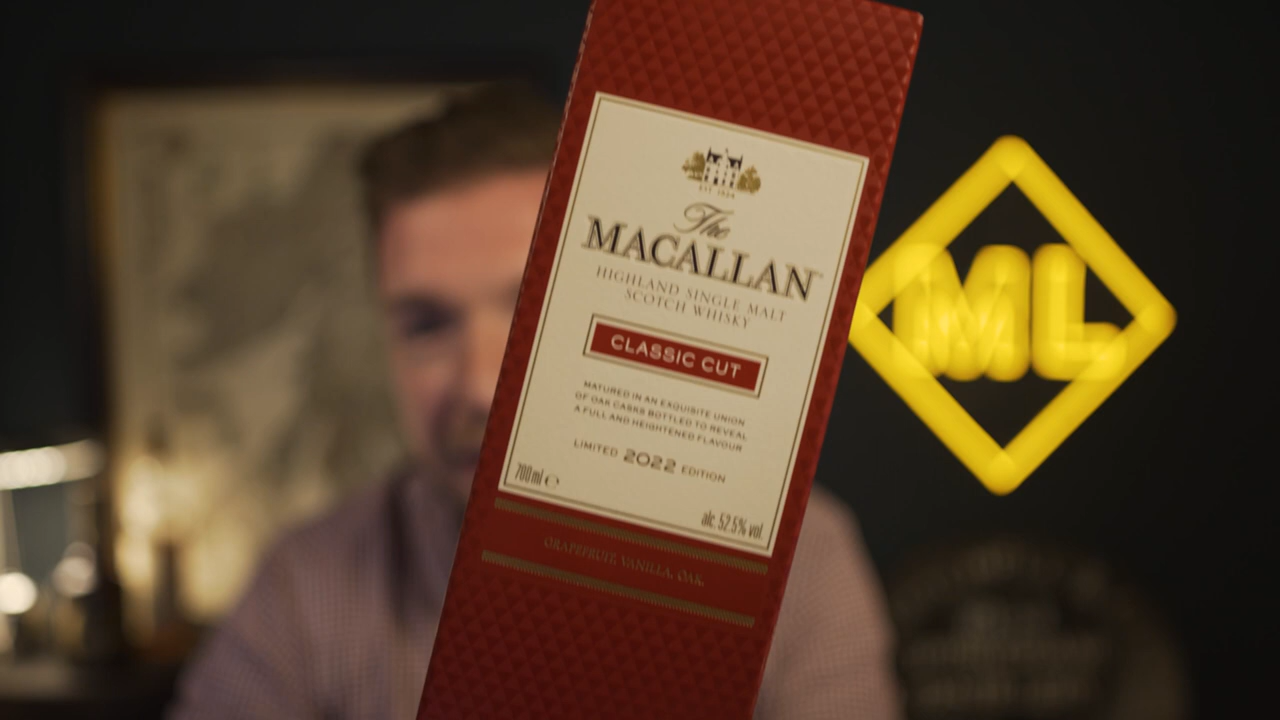 EST. 1824
The
MACALLAN
HIGHLAND SINGLE MALT
SCOTCH WHISKY
CLASSIC CUT
MATURED IN AN EXQUISITE UNION
OF OAK CASKS BOTTLED TO REVEAL
A FULL AND HEIGHTENED FLAVOUR
LIMITED 2022 EDITION
700ml ℮
alc. 52.5% vol.
GRAPEFRUIT, VANILLA, OAK.
ML